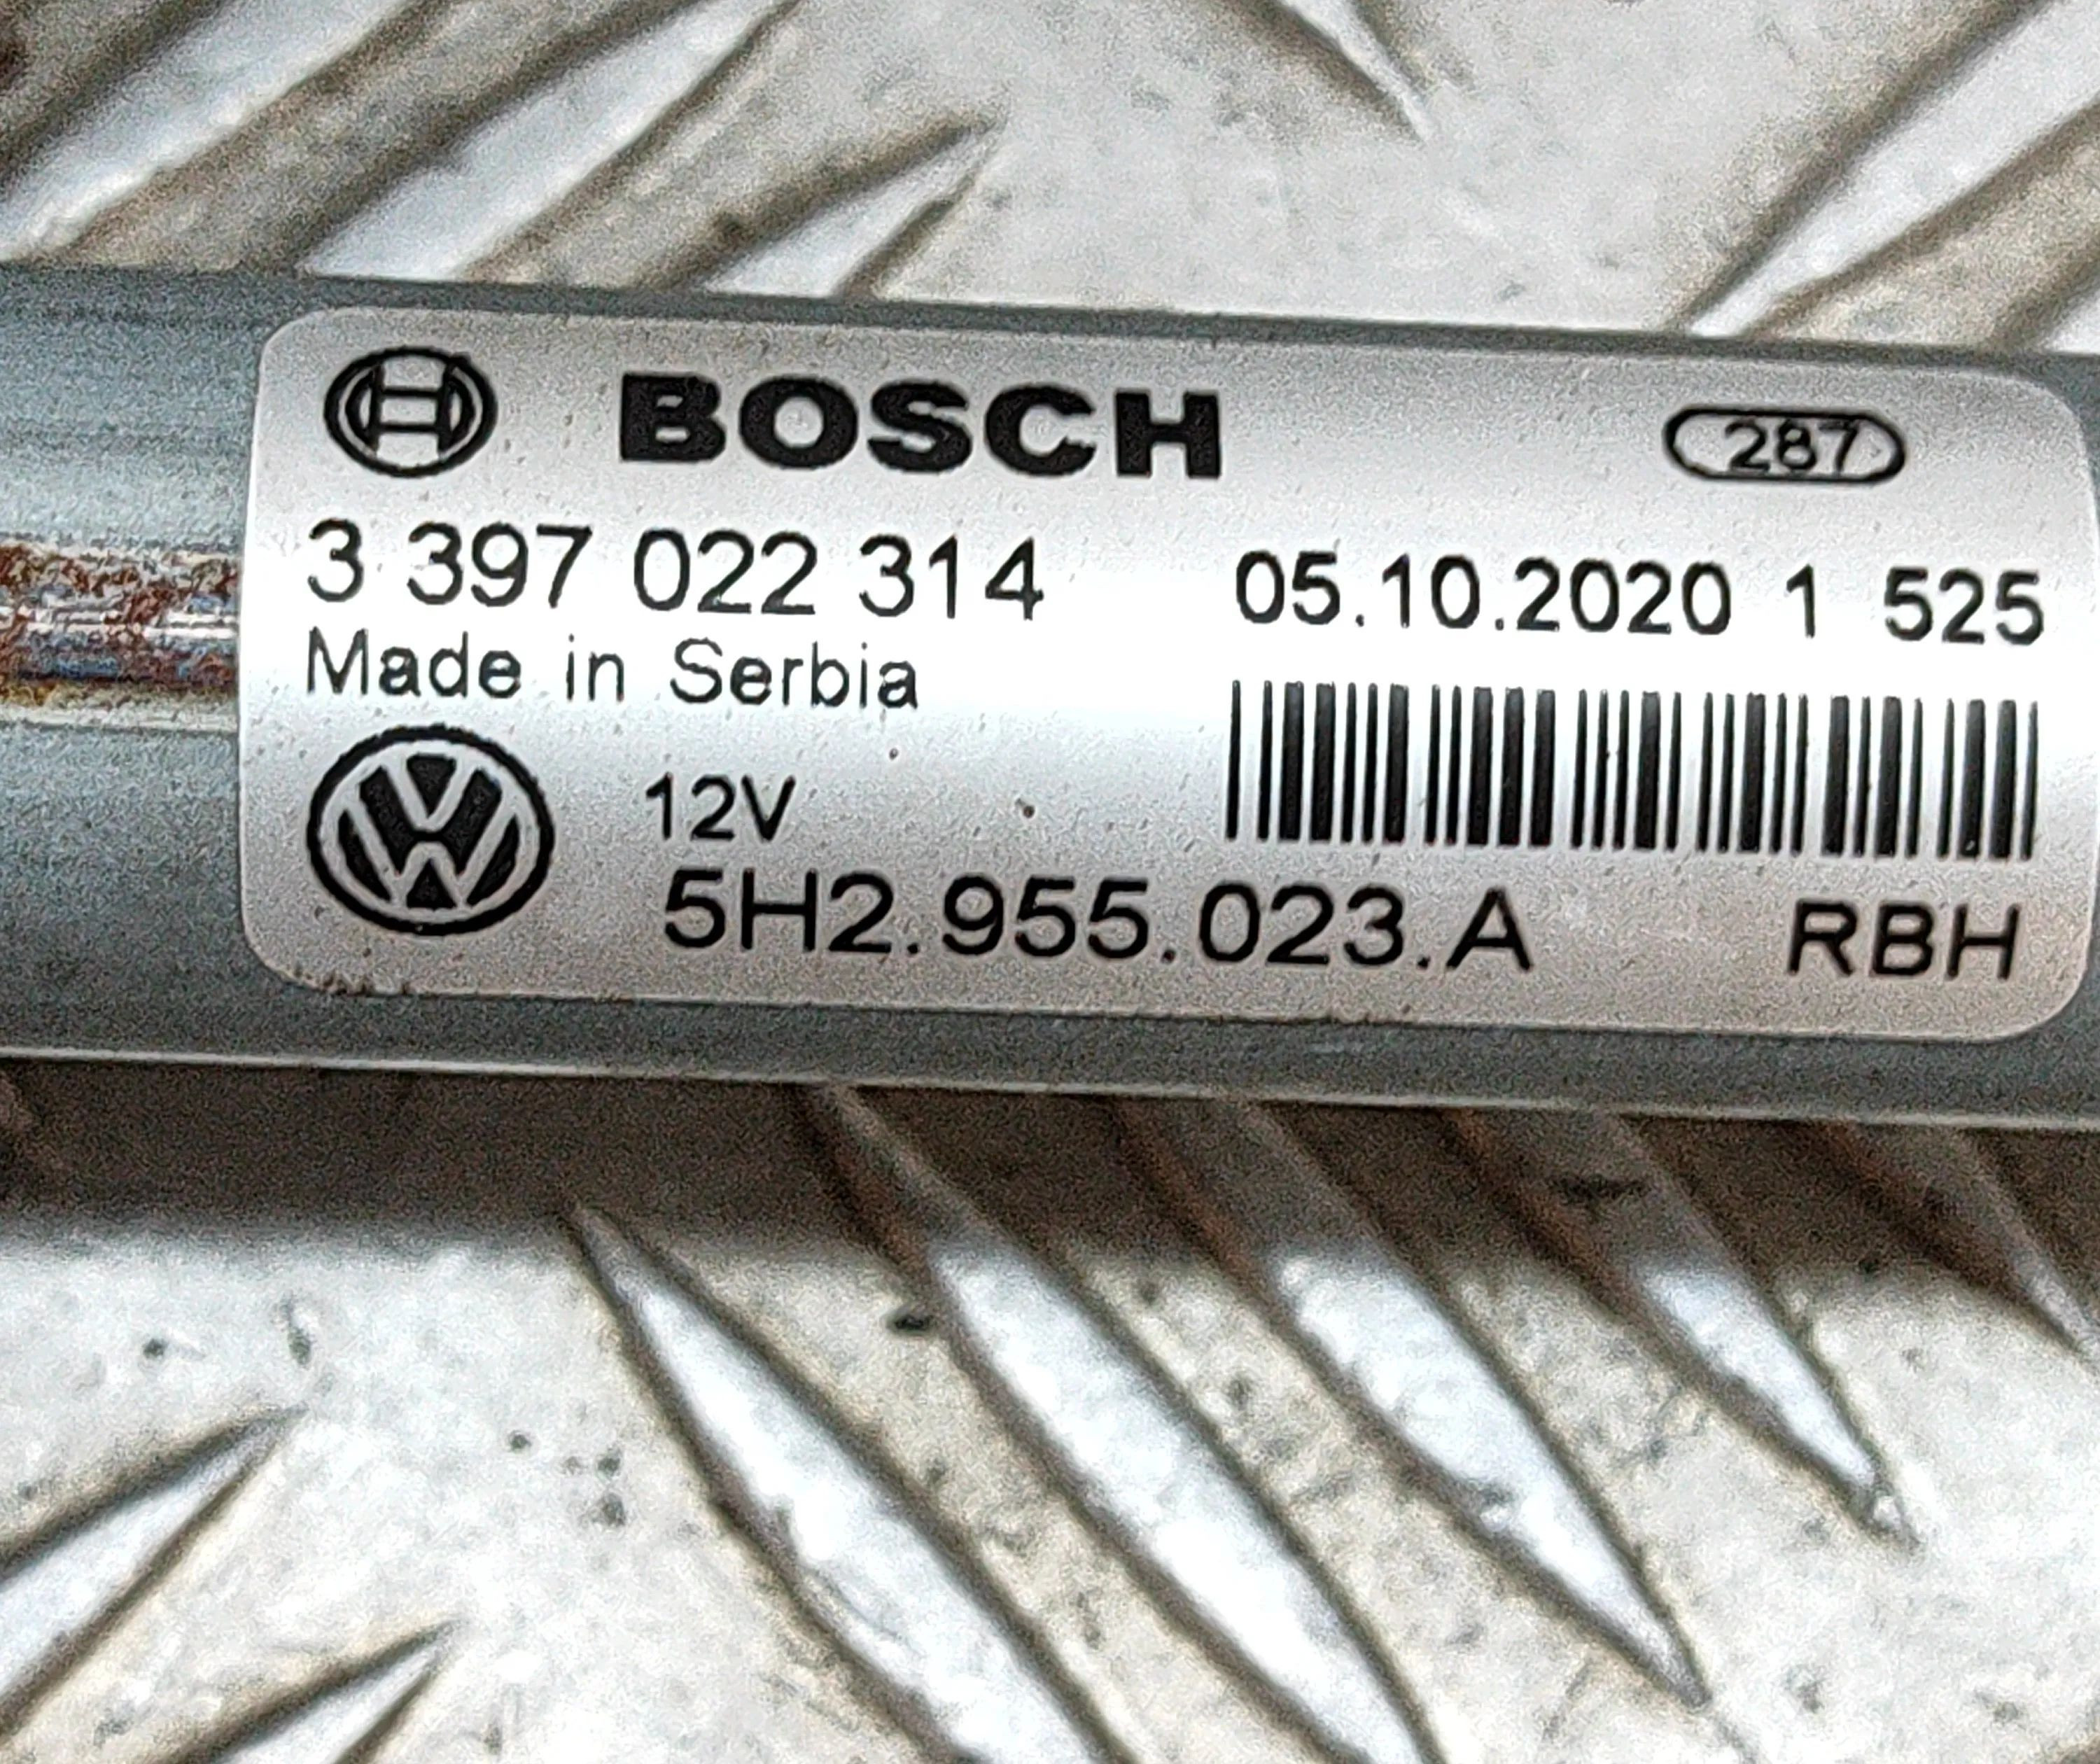 BOSCH 287
3 397 022 314 05.10.2020 1 525
Made in Serbia
12V
5H2.955.023.A RBH